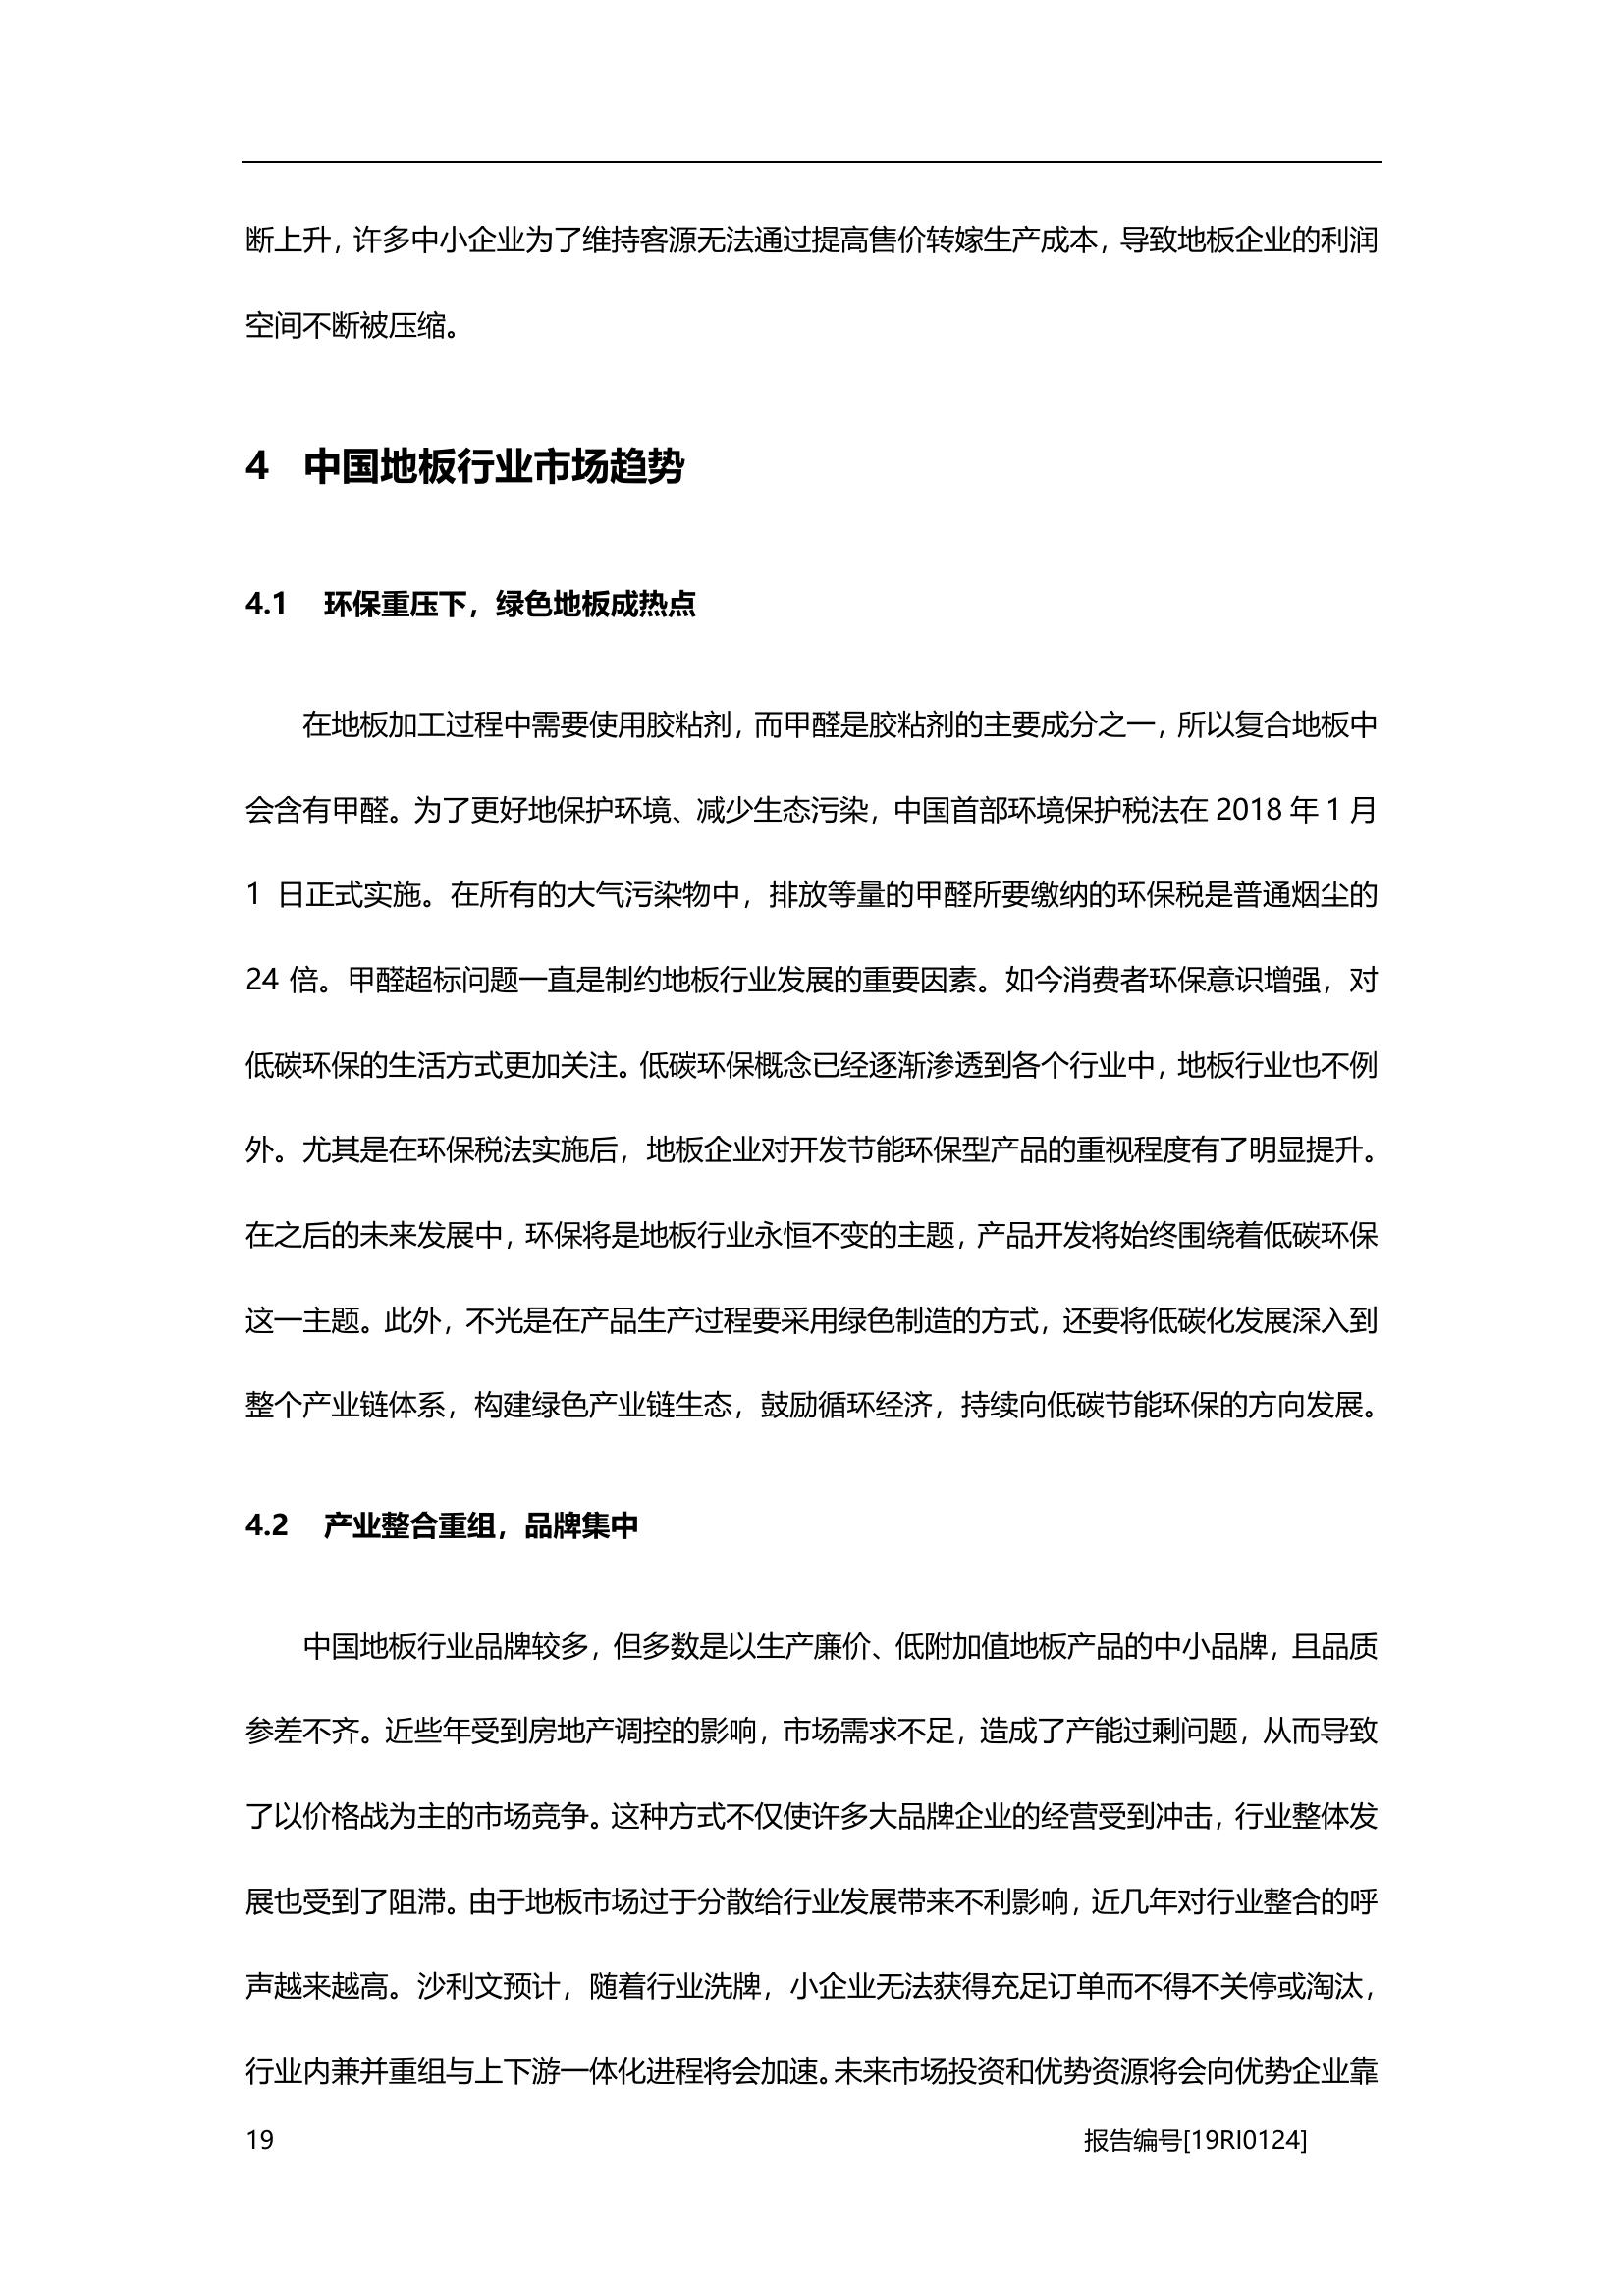 断上升，许多中小企业为了维持客源无法通过提高售价转嫁生产成本，导致地板企业的利润
空间不断被压缩。
4 中国地板行业市场趋势
4.1 环保重压下，绿色地板成热点
在地板加工过程中需要使用胶粘剂，而甲醛是胶粘剂的主要成分之一，所以复合地板中
会含有甲醛。为了更好地保护环境、减少生态污染，中国首部环境保护税法在 2018 年 1 月
1 日正式实施。在所有的大气污染物中，排放等量的甲醛所要缴纳的环保税是普通烟尘的
24 倍。甲醛超标问题一直是制约地板行业发展的重要因素。如今消费者环保意识增强，对
低碳环保的生活方式更加关注。低碳环保概念已经逐渐渗透到各个行业中，地板行业也不例
外。尤其是在环保税法实施后，地板企业对开发节能环保型产品的重视程度有了明显提升。
在之后的未来发展中，环保将是地板行业永恒不变的主题，产品开发将始终围绕着低碳环保
这一主题。此外，不光是在产品生产过程要采用绿色制造的方式，还要将低碳化发展深入到
整个产业链体系，构建绿色产业链生态，鼓励循环经济，持续向低碳节能环保的方向发展。
4.2 产业整合重组，品牌集中
中国地板行业品牌较多，但多数是以生产廉价、低附加值地板产品的中小品牌，且品质
参差不齐。近些年受到房地产调控的影响，市场需求不足，造成了产能过剩问题，从而导致
了以价格战为主的市场竞争。这种方式不仅使许多大品牌企业的经营受到冲击，行业整体发
展也受到了阻滞。由于地板市场过于分散给行业发展带来不利影响，近几年对行业整合的呼
声越来越高。沙利文预计，随着行业洗牌，小企业无法获得充足订单而不得不关停或淘汰，
行业内兼并重组与上下游一体化进程将会加速。未来市场投资和优势资源将会向优势企业靠
19 报告编号[19RI0124]